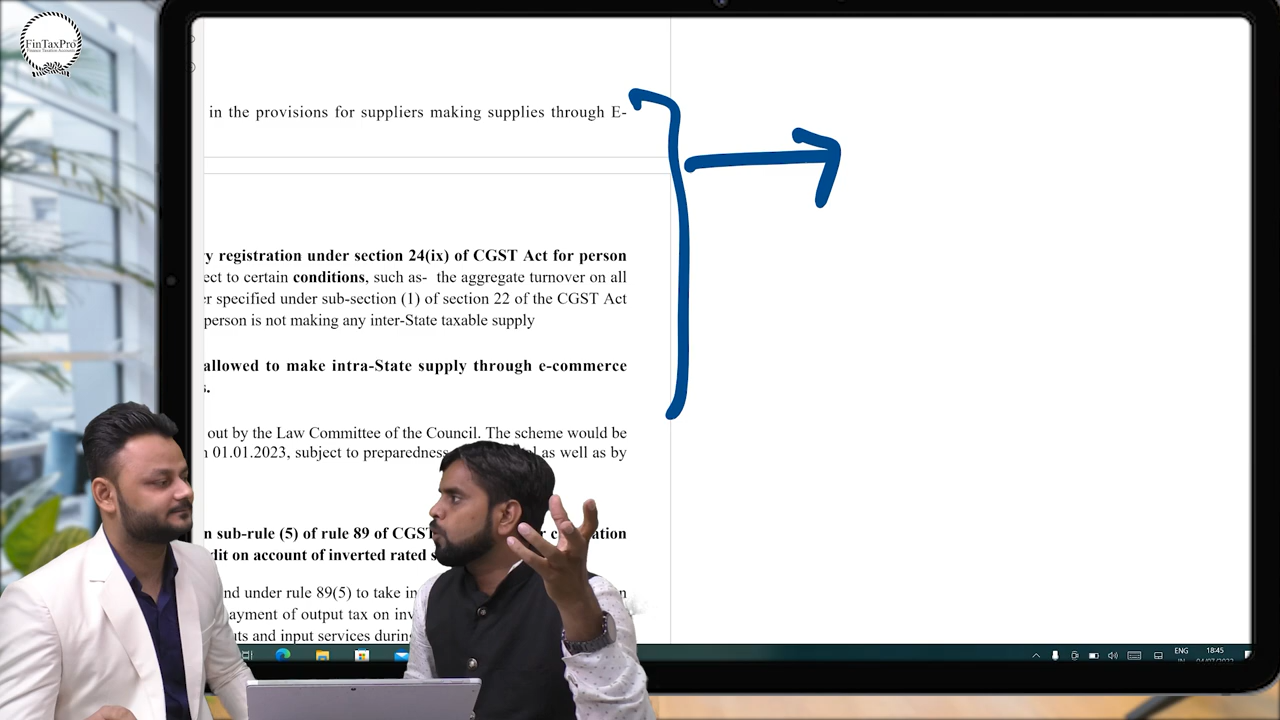 FinTaxPro
in the provisions for suppliers making supplies through E-
registration under section 24(ix) of CGST Act for person
ect to certain conditions, such as- the aggregate turnover on all
specified under sub-section (1) of section 22 of the CGST Act
person is not making any inter-State taxable supply
allowed to make intra-State supply through e-commerce
out by the Law Committee of the Council. The scheme would be
01.01.2023, subject to preparedness as well as by
sub-rule (5) of rule 89 of CGST
dit on account of inverted rated
under rule 89(5) to take
ayment of output tax on
and input services
ENG
18:45